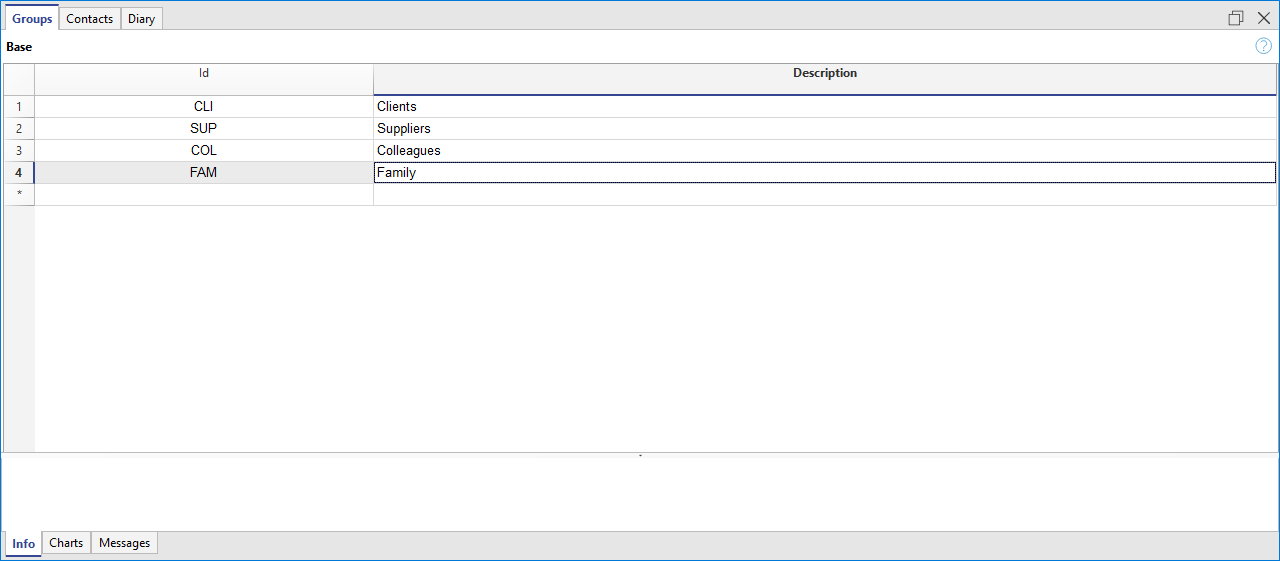 Groups Contacts Diary
Base ?
Id Description
1 CLI Clients
2 SUP Suppliers
3 COL Colleagues
4 FAM Family
*
Info Charts Messages